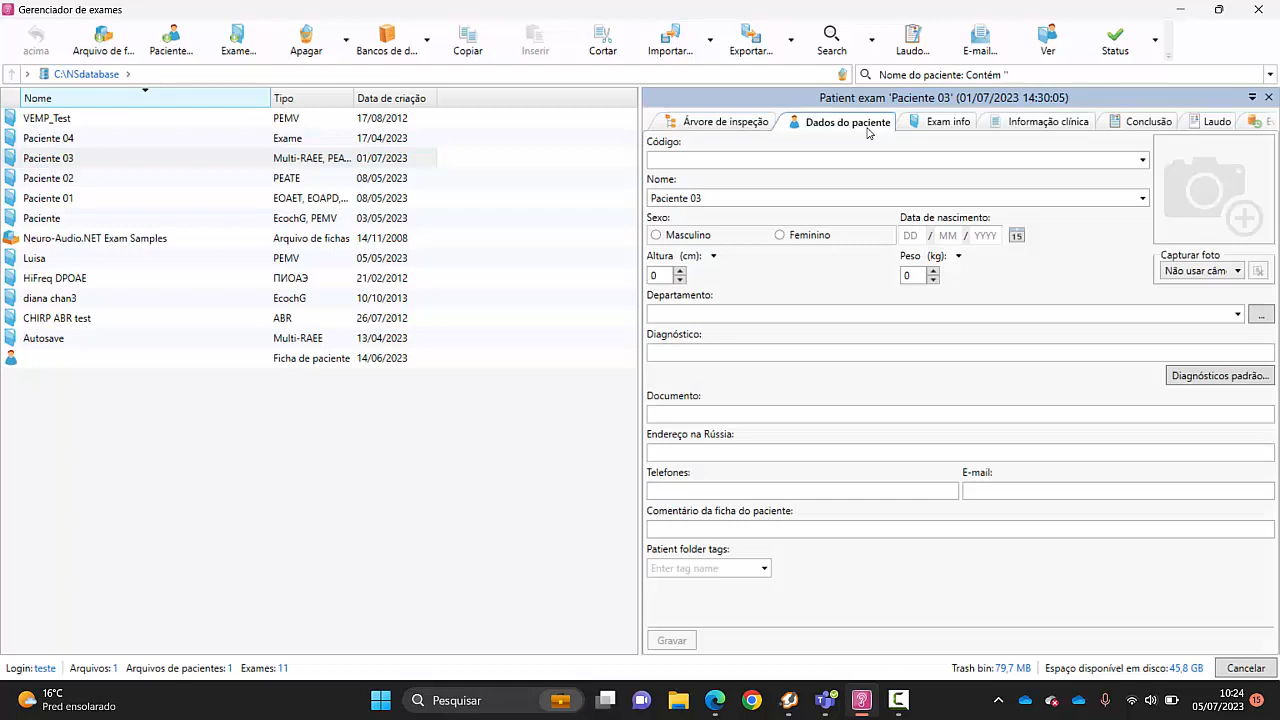 Gerenciador de exames
acima
Arquivo de f...
Paciente...
Exame...
Apagar
Bancos de d...
Copiar
Inserir
Cortar
Importar...
Exportar...
Search
Laudo...
E-mail...
Ver
Status
C:\NSdatabase
Nome do paciente: Contém ''
Nome Tipo Data de criação
VEMP_Test PEMV 17/08/2012
Paciente 04 Exame 17/04/2023
Paciente 03 Multi-RAEE, PEA... 01/07/2023
Paciente 02 PEATE 08/05/2023
Paciente 01 EOAET, EOAPD,... 08/05/2023
Paciente EcochG, PEMV 03/05/2023
Neuro-Audio.NET Exam Samples Arquivo de fichas 14/11/2008
Luisa PEMV 05/05/2023
HiFreq DPOAE ПИОАЭ 21/02/2012
diana chan3 EcochG 10/10/2013
CHIRP ABR test ABR 26/07/2012
Autosave Multi-RAEE 13/04/2023
Ficha de paciente 14/06/2023
Patient exam 'Paciente 03' (01/07/2023 14:30:05)
Árvore de inspeção
Dados do paciente
Exam info
Informação clínica
Conclusão
Laudo
Código:
Nome:
Paciente 03
Sexo: Data de nascimento:
Masculino Feminino DD / MM / YYYY 15
Altura (cm): Peso (kg):
0 0
Capturar foto
Não usar câm
Departamento:
...
Diagnóstico:
Diagnósticos padrão...
Documento:
Endereço na Rússia:
Telefones: E-mail:
Comentário da ficha do paciente:
Patient folder tags:
Enter tag name
Gravar
Login: teste Arquivos: 1 Arquivos de pacientes: 1 Exames: 11
Trash bin: 79,7 MB Espaço disponível em disco: 45,8 GB Cancelar
16°C
Pred ensolarado
Pesquisar
10:24
05/07/2023
15